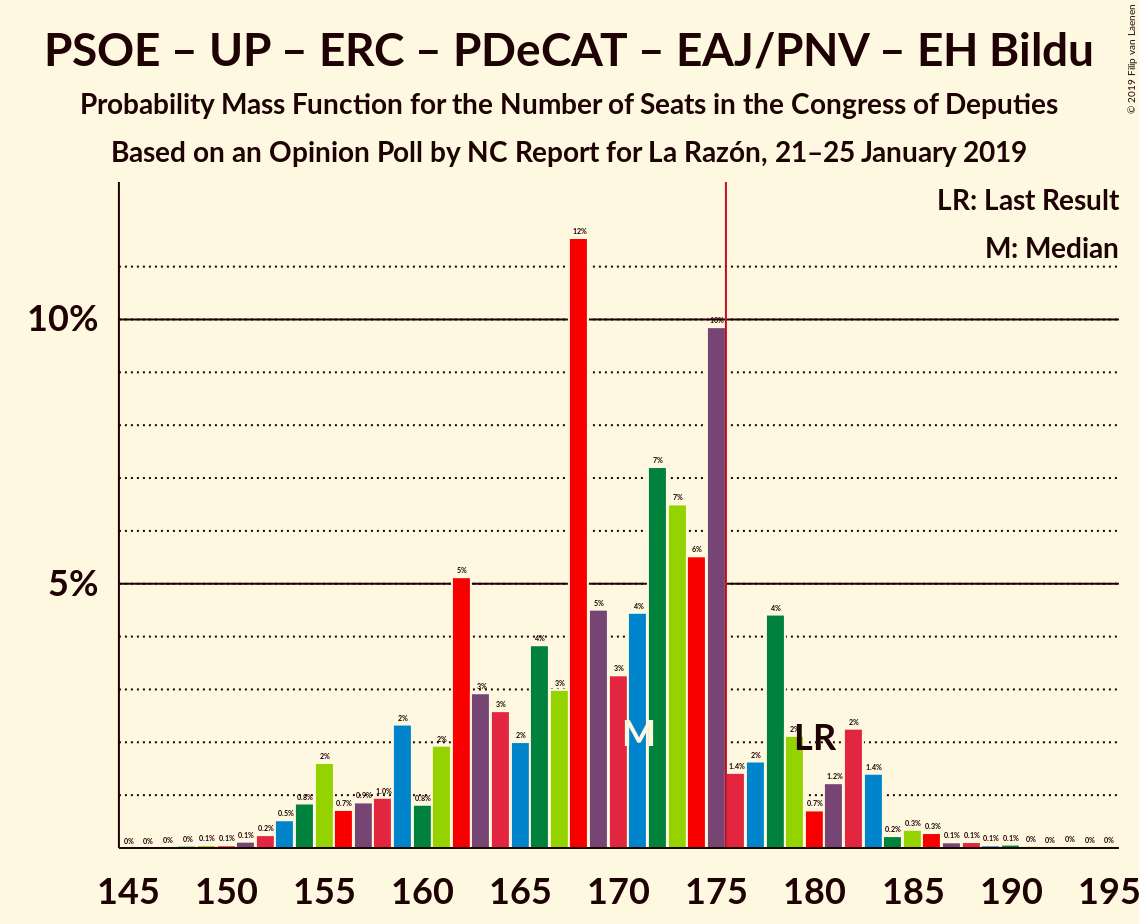 PSOE – UP – ERC – PDeCAT – EAJ/PNV – EH Bildu
Probability Mass Function for the Number of Seats in the Congress of Deputies
Based on an Opinion Poll by NC Report for La Razón, 21–25 January 2019
© 2019 Filip van Laenen
LR: Last Result
M: Median
10%
5%
0% 0% 0% 0% 0.1% 0.1% 0.1% 0.2% 0.5% 0.8% 2% 0.7% 0.9% 1.0% 2% 0.8% 2% 5% 3% 3% 2% 4% 3% 12% 5% 3% 4% 7% 7% 6% 10% 1.4% 2% 4% 2% 0.7% 1.2% 2% 1.4% 0.2% 0.3% 0.3% 0.1% 0.1% 0.1% 0.1% 0% 0% 0% 0% 0%
M
LR
145 150 155 160 165 170 175 180 185 190 195